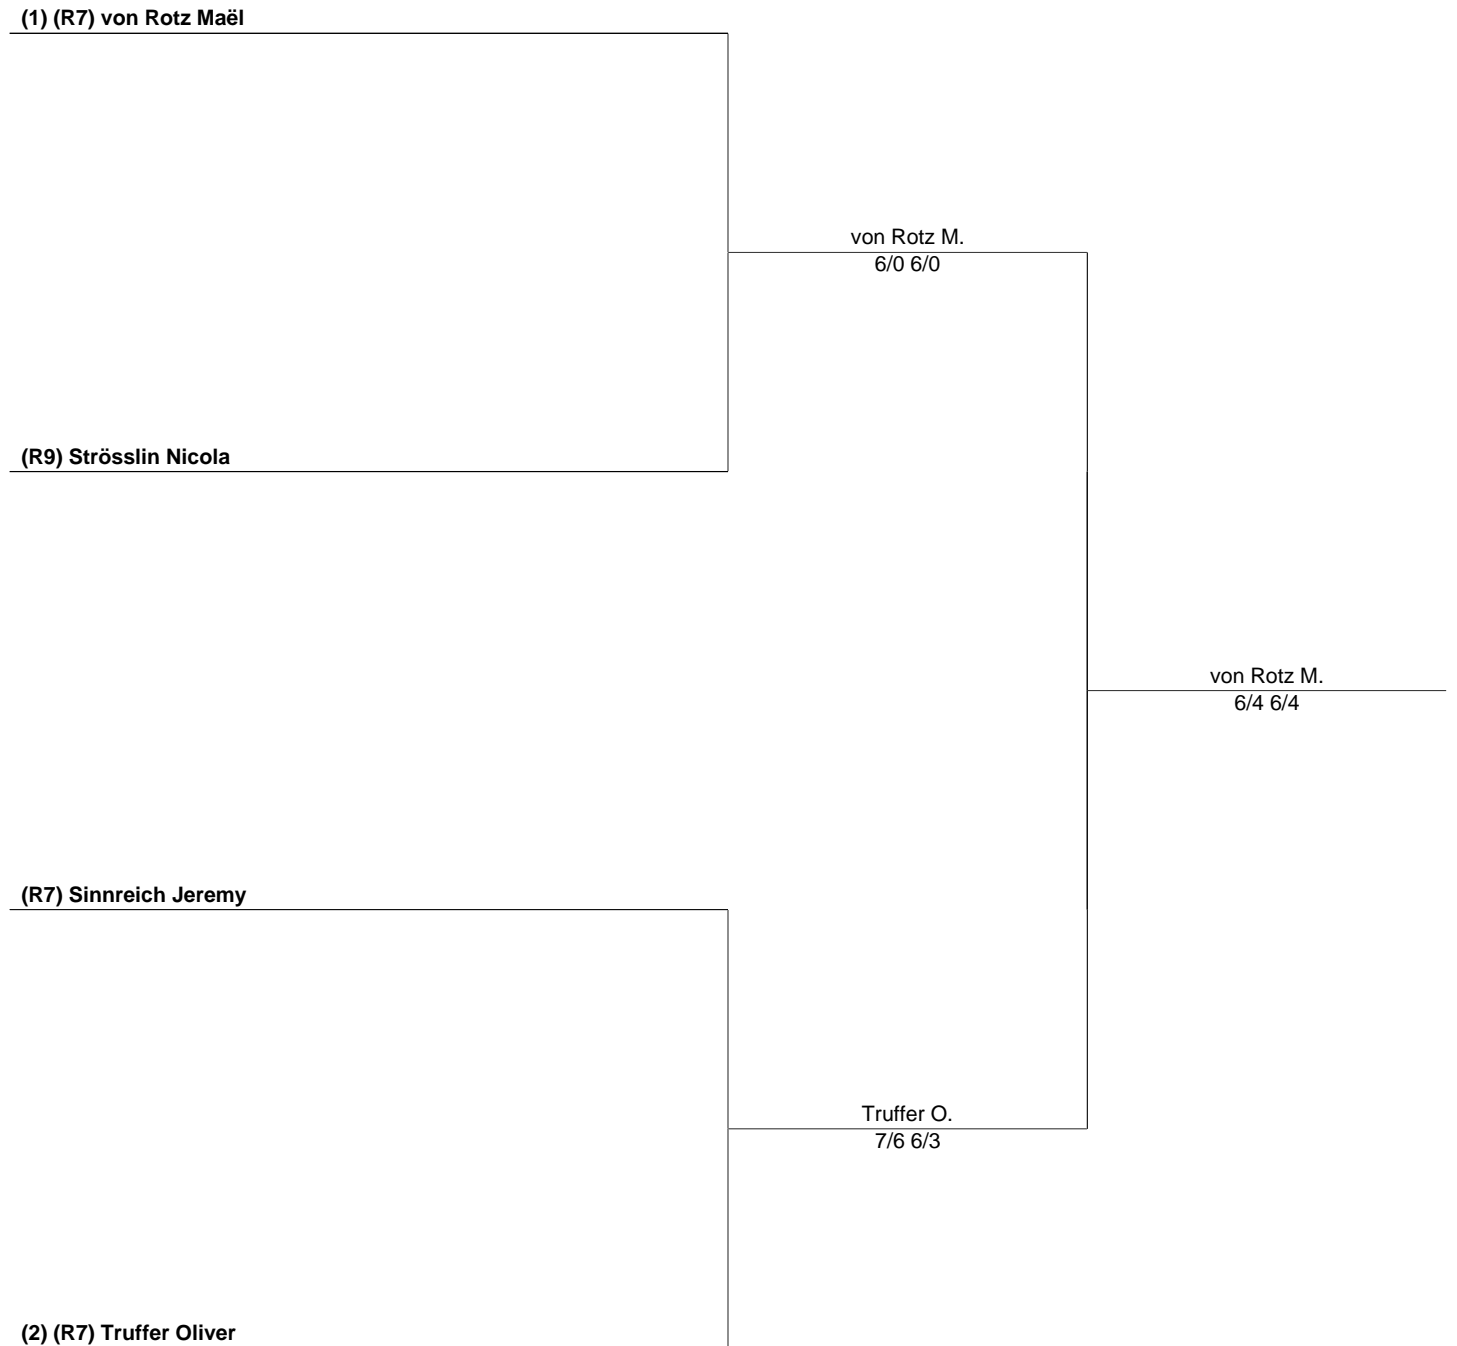 (1) (R7) von Rotz Maël
von Rotz M.
6/0 6/0
(R9) Strösslin Nicola
von Rotz M.
6/4 6/4
(R7) Sinnreich Jeremy
Truffer O.
7/6 6/3
(2) (R7) Truffer Oliver